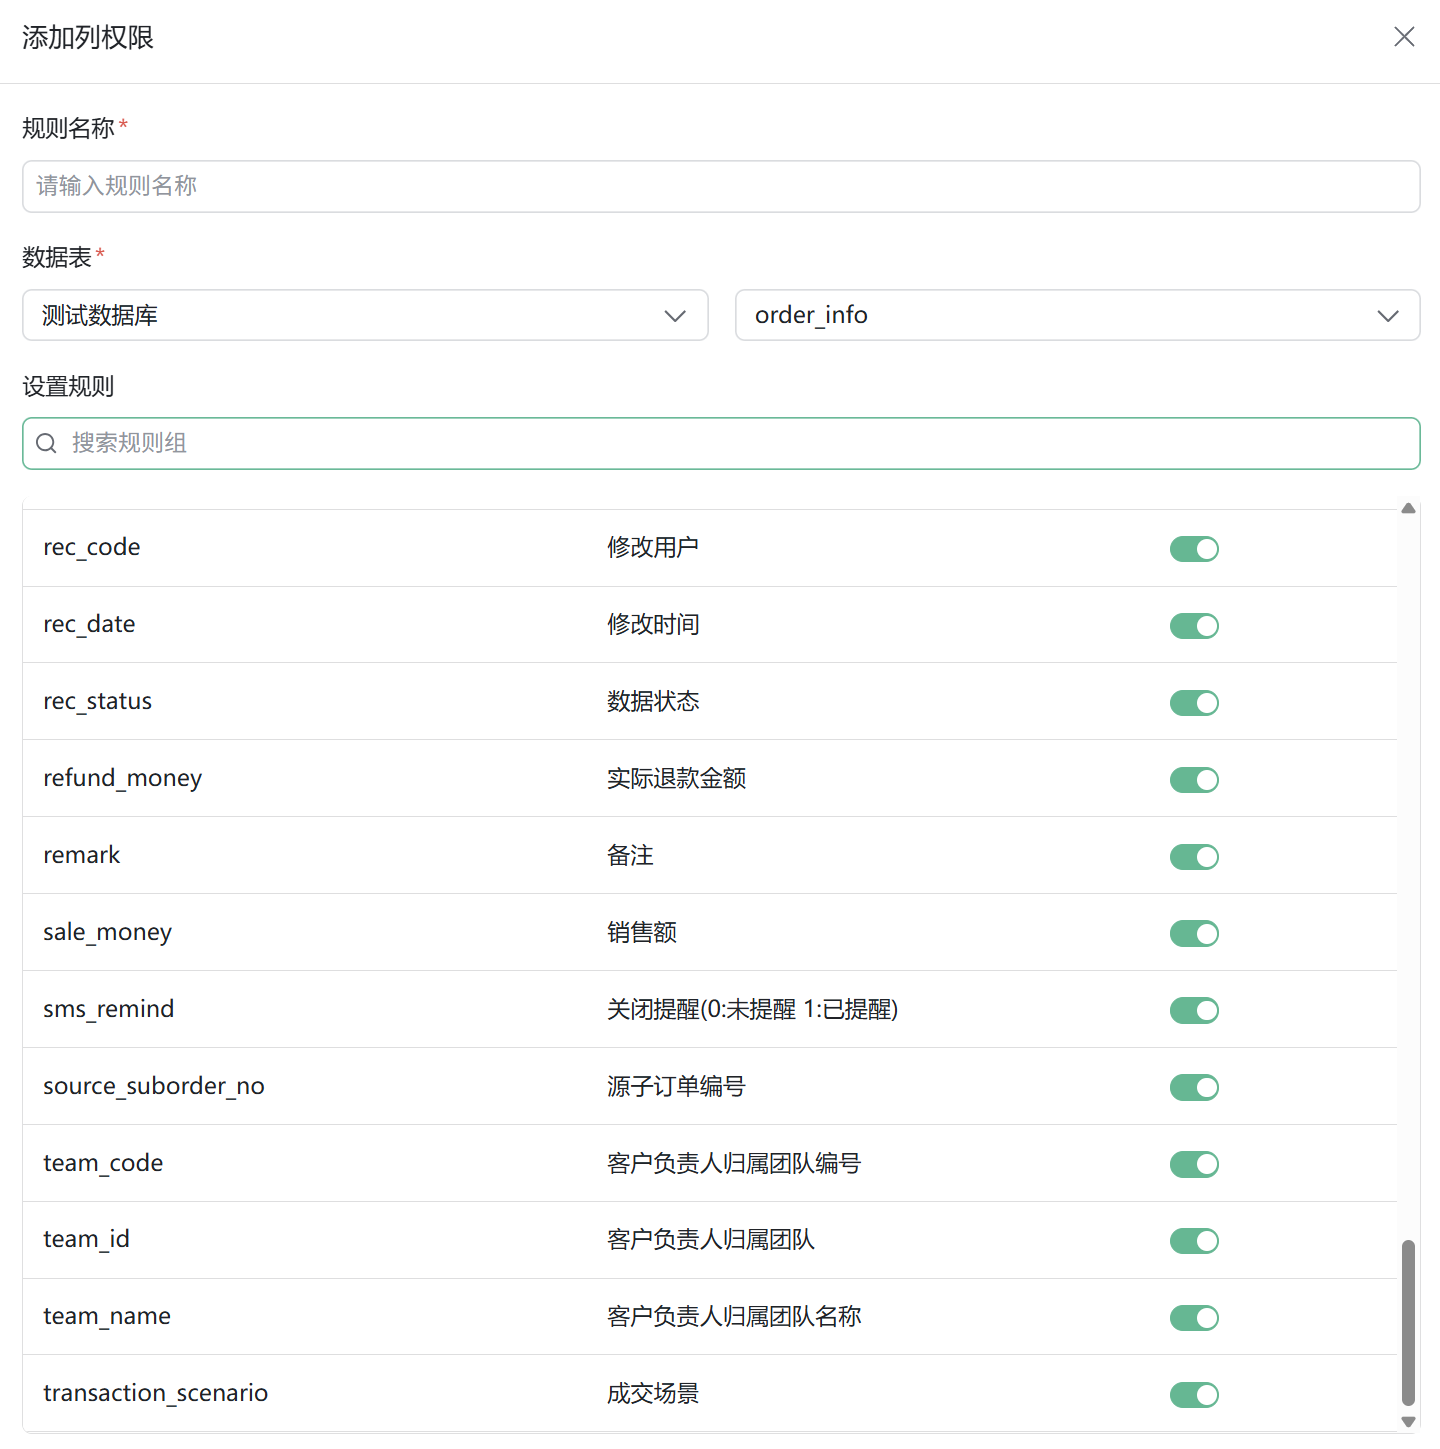 添加列权限
规则名称*
请输入规则名称
数据表*
测试数据库 order_info
设置规则
搜索规则组
rec_code 修改用户
rec_date 修改时间
rec_status 数据状态
refund_money 实际退款金额
remark 备注
sale_money 销售额
sms_remind 关闭提醒(0:未提醒 1:已提醒)
source_suborder_no 源子订单编号
team_code 客户负责人归属团队编号
team_id 客户负责人归属团队
team_name 客户负责人归属团队名称
transaction_scenario 成交场景